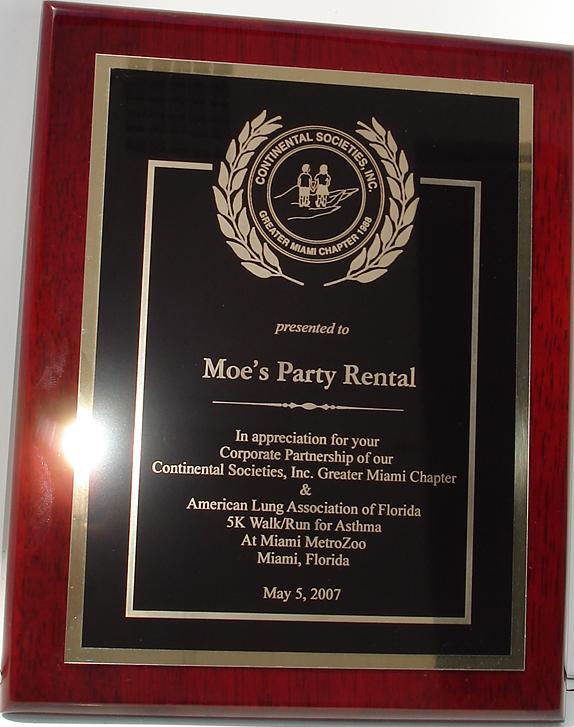 CONTINENTAL SOCIETIES, INC.
GREATER MIAMI CHAPTER 1988
presented to
Moe's Party Rental
In appreciation for your
Corporate Partnership of our
Continental Societies, Inc. Greater Miami Chapter
&
American Lung Association of Florida
5K Walk/Run for Asthma
At Miami MetroZoo
Miami, Florida
May 5, 2007